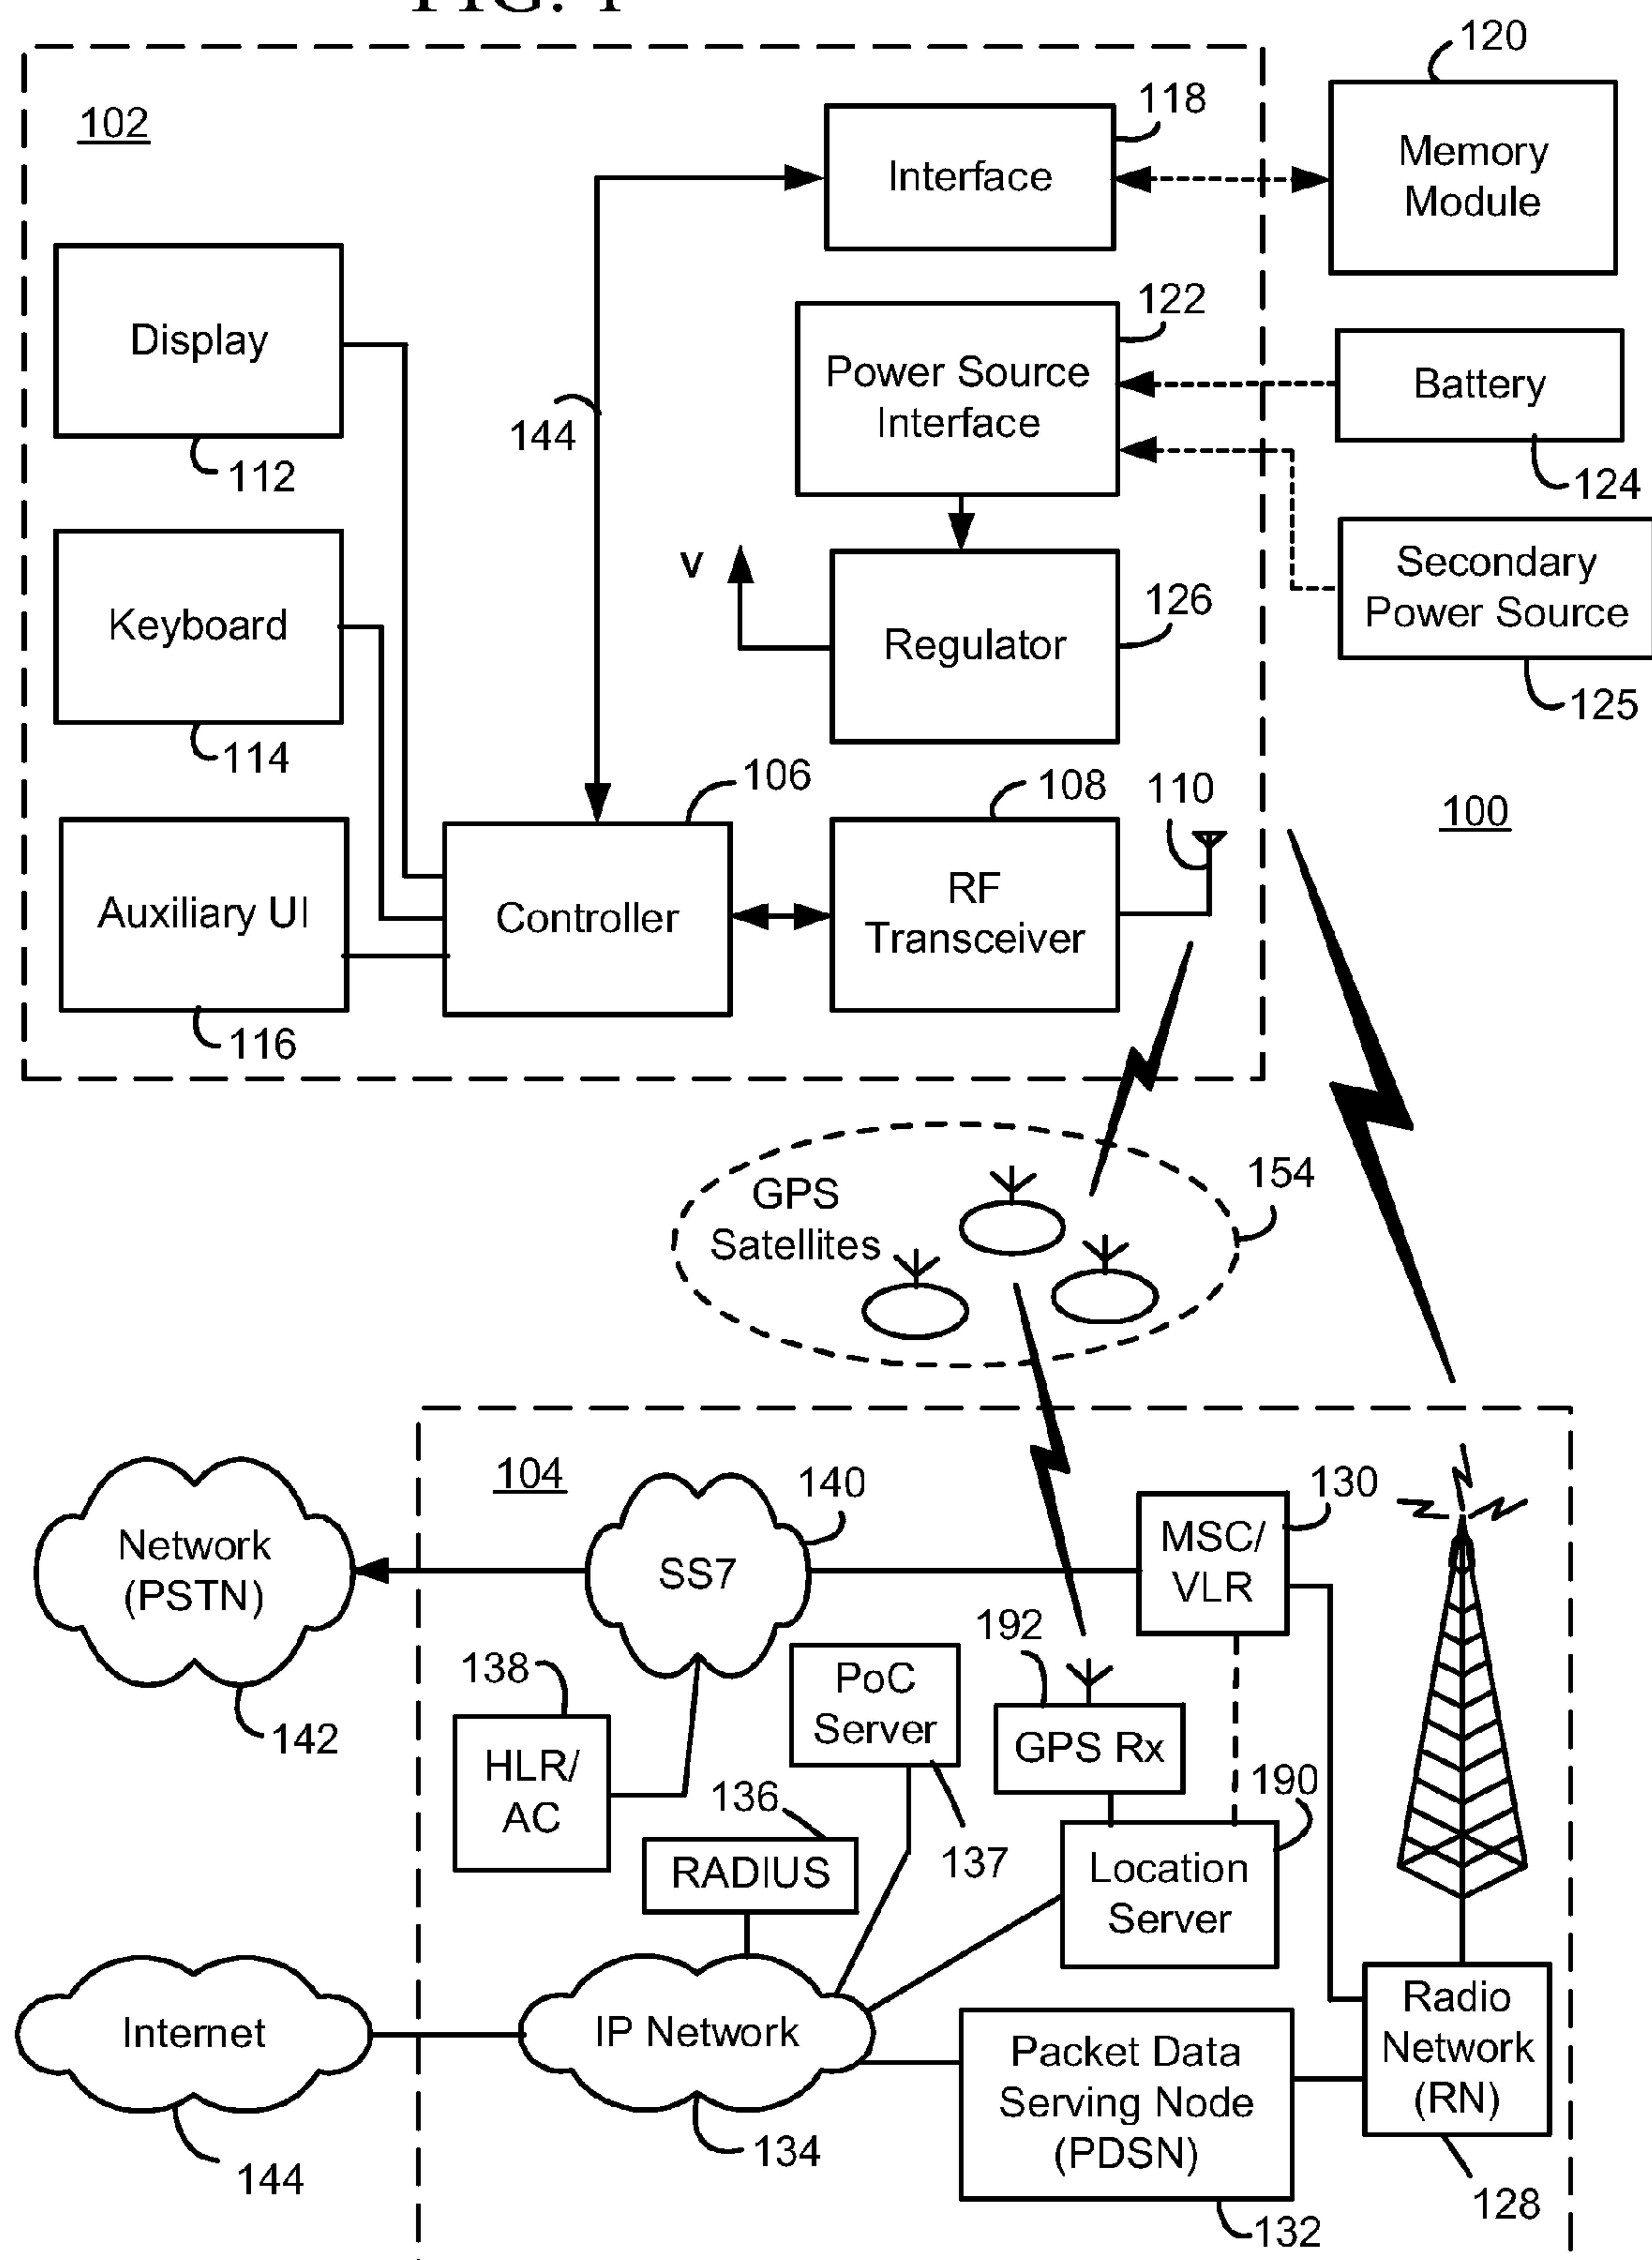 FIG. 1
102
118
120
Interface
Memory
Module
Display
112
144
122
Power Source
Interface
Battery
124
Keyboard
114
V
Regulator
126
Secondary
Power Source
125
106
108
110
100
Auxiliary UI
116
Controller
RF
Transceiver
GPS
Satellites
154
104
140
130
Network
(PSTN)
142
SS7
MSC/
VLR
138
HLR/
AC
PoC
Server
137
192
GPS Rx
136
RADIUS
190
Location
Server
Internet
144
IP Network
134
Packet Data
Serving Node
(PDSN)
132
Radio
Network
(RN)
128